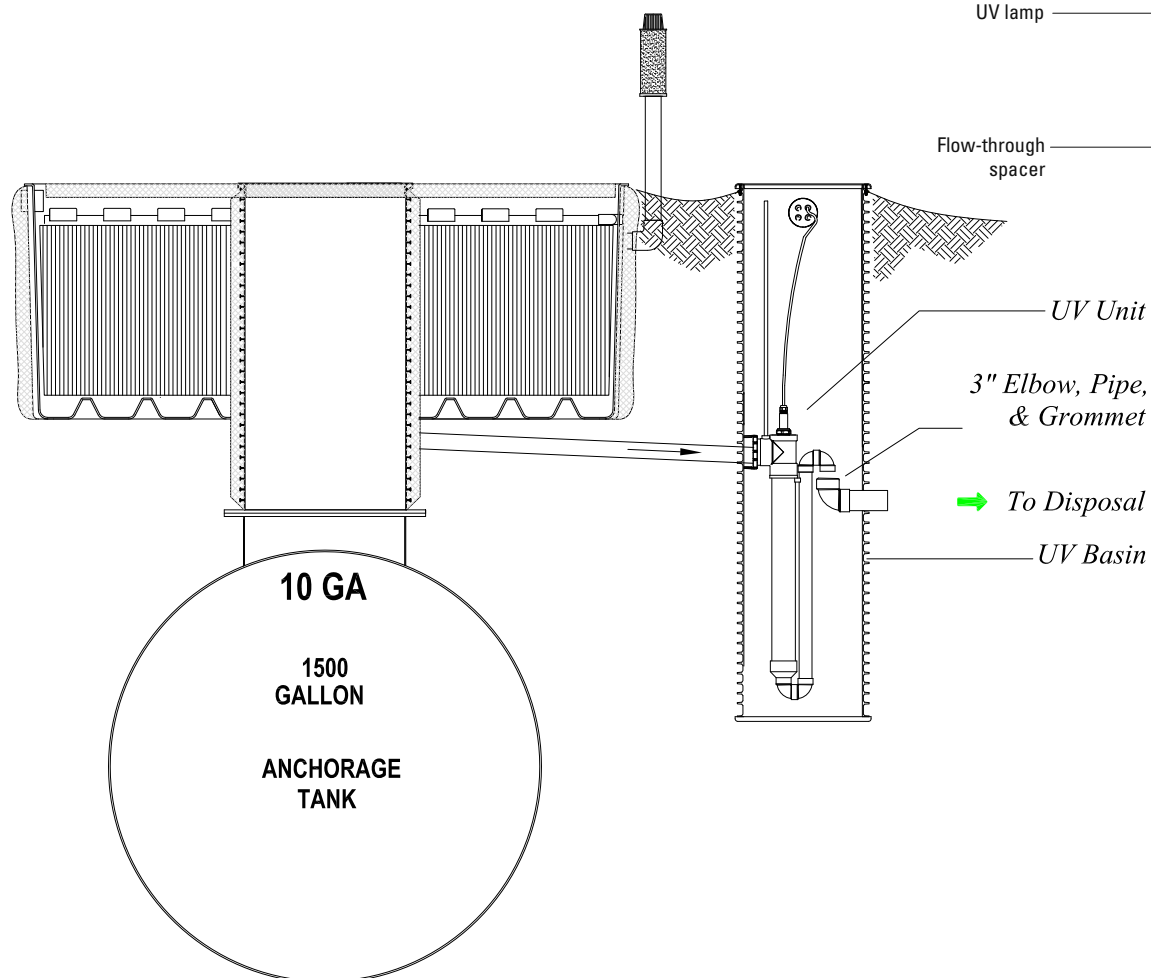 UV lamp
Flow-through
spacer
UV Unit
3" Elbow, Pipe,
& Grommet
To Disposal
UV Basin
10 GA
1500
GALLON
ANCHORAGE
TANK